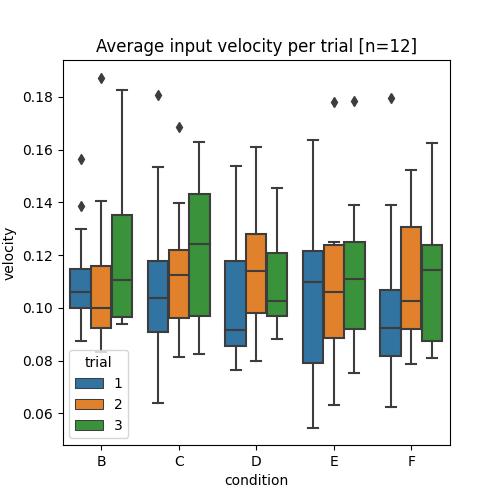 Average input velocity per trial [n=12]
velocity
0.18
0.16
0.14
0.12
0.10
0.08
0.06
trial
1
2
3
B C D E F
condition